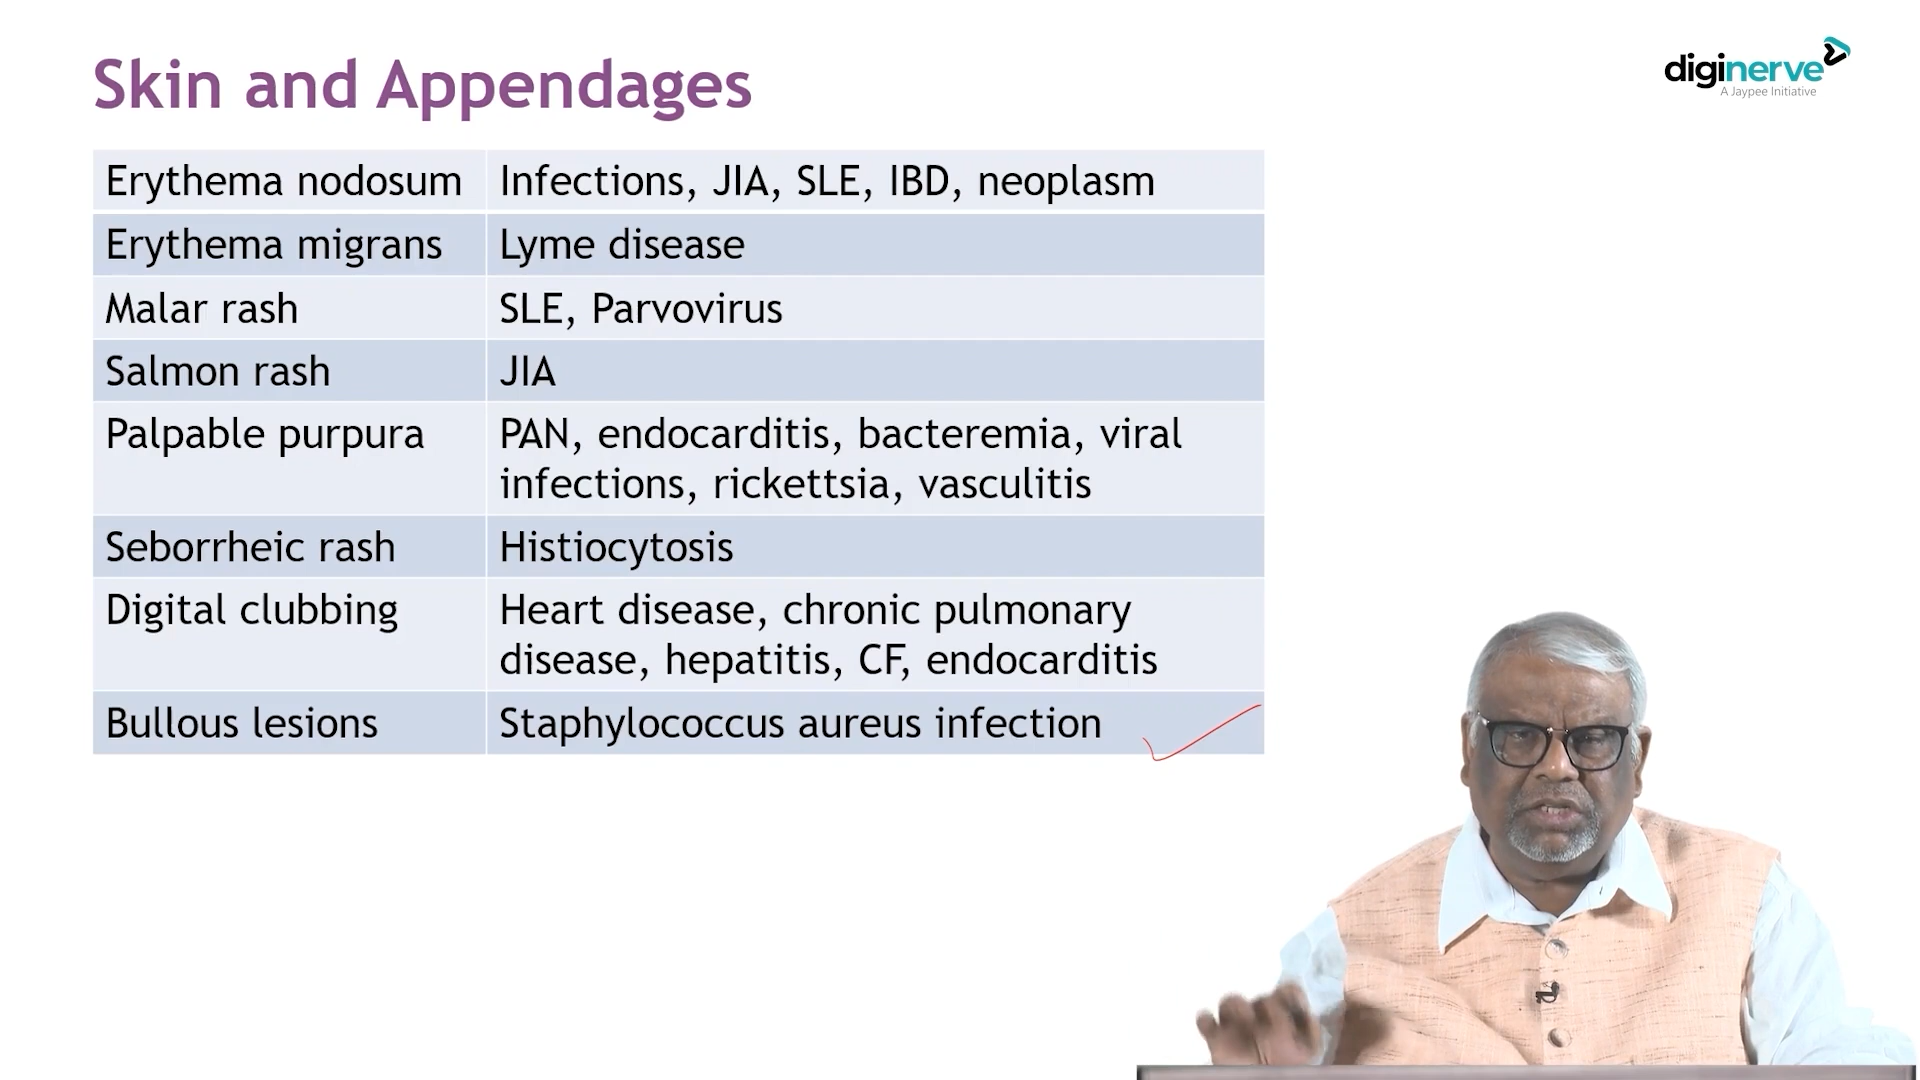 Skin and Appendages
diginerve
A Jaypee Initiative
Erythema nodosum Infections, JIA, SLE, IBD, neoplasm
Erythema migrans Lyme disease
Malar rash SLE, Parvovirus
Salmon rash JIA
Palpable purpura PAN, endocarditis, bacteremia, viral
infections, rickettsia, vasculitis
Seborrheic rash Histiocytosis
Digital clubbing Heart disease, chronic pulmonary
disease, hepatitis, CF, endocarditis
Bullous lesions Staphylococcus aureus infection